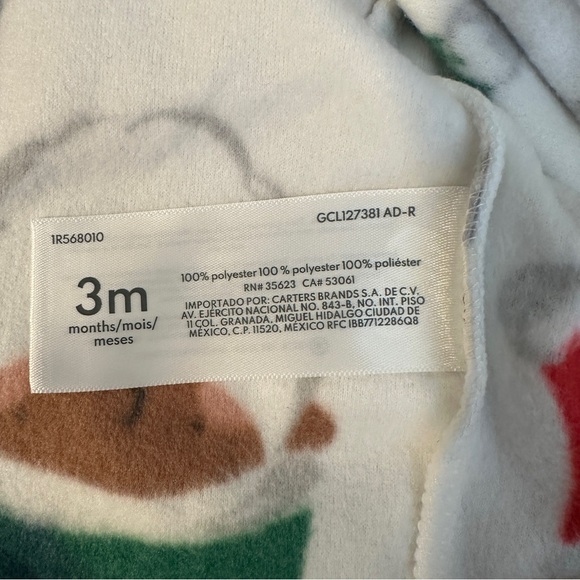 1R568010
GCL127381 AD-R
3m
months/mois/
meses
100% polyester 100 % polyester 100% poliéster
RN# 35623 CA# 53061
IMPORTADO POR: CARTERS BRANDS S.A. DE C.V.
AV. EJÉRCITO NACIONAL NO. 843-B, NO. INT. PISO
11 COL. GRANADA, MIGUEL HIDALGO CIUDAD DE
MÉXICO, C.P. 11520, MÉXICO RFC IBB7712286Q8